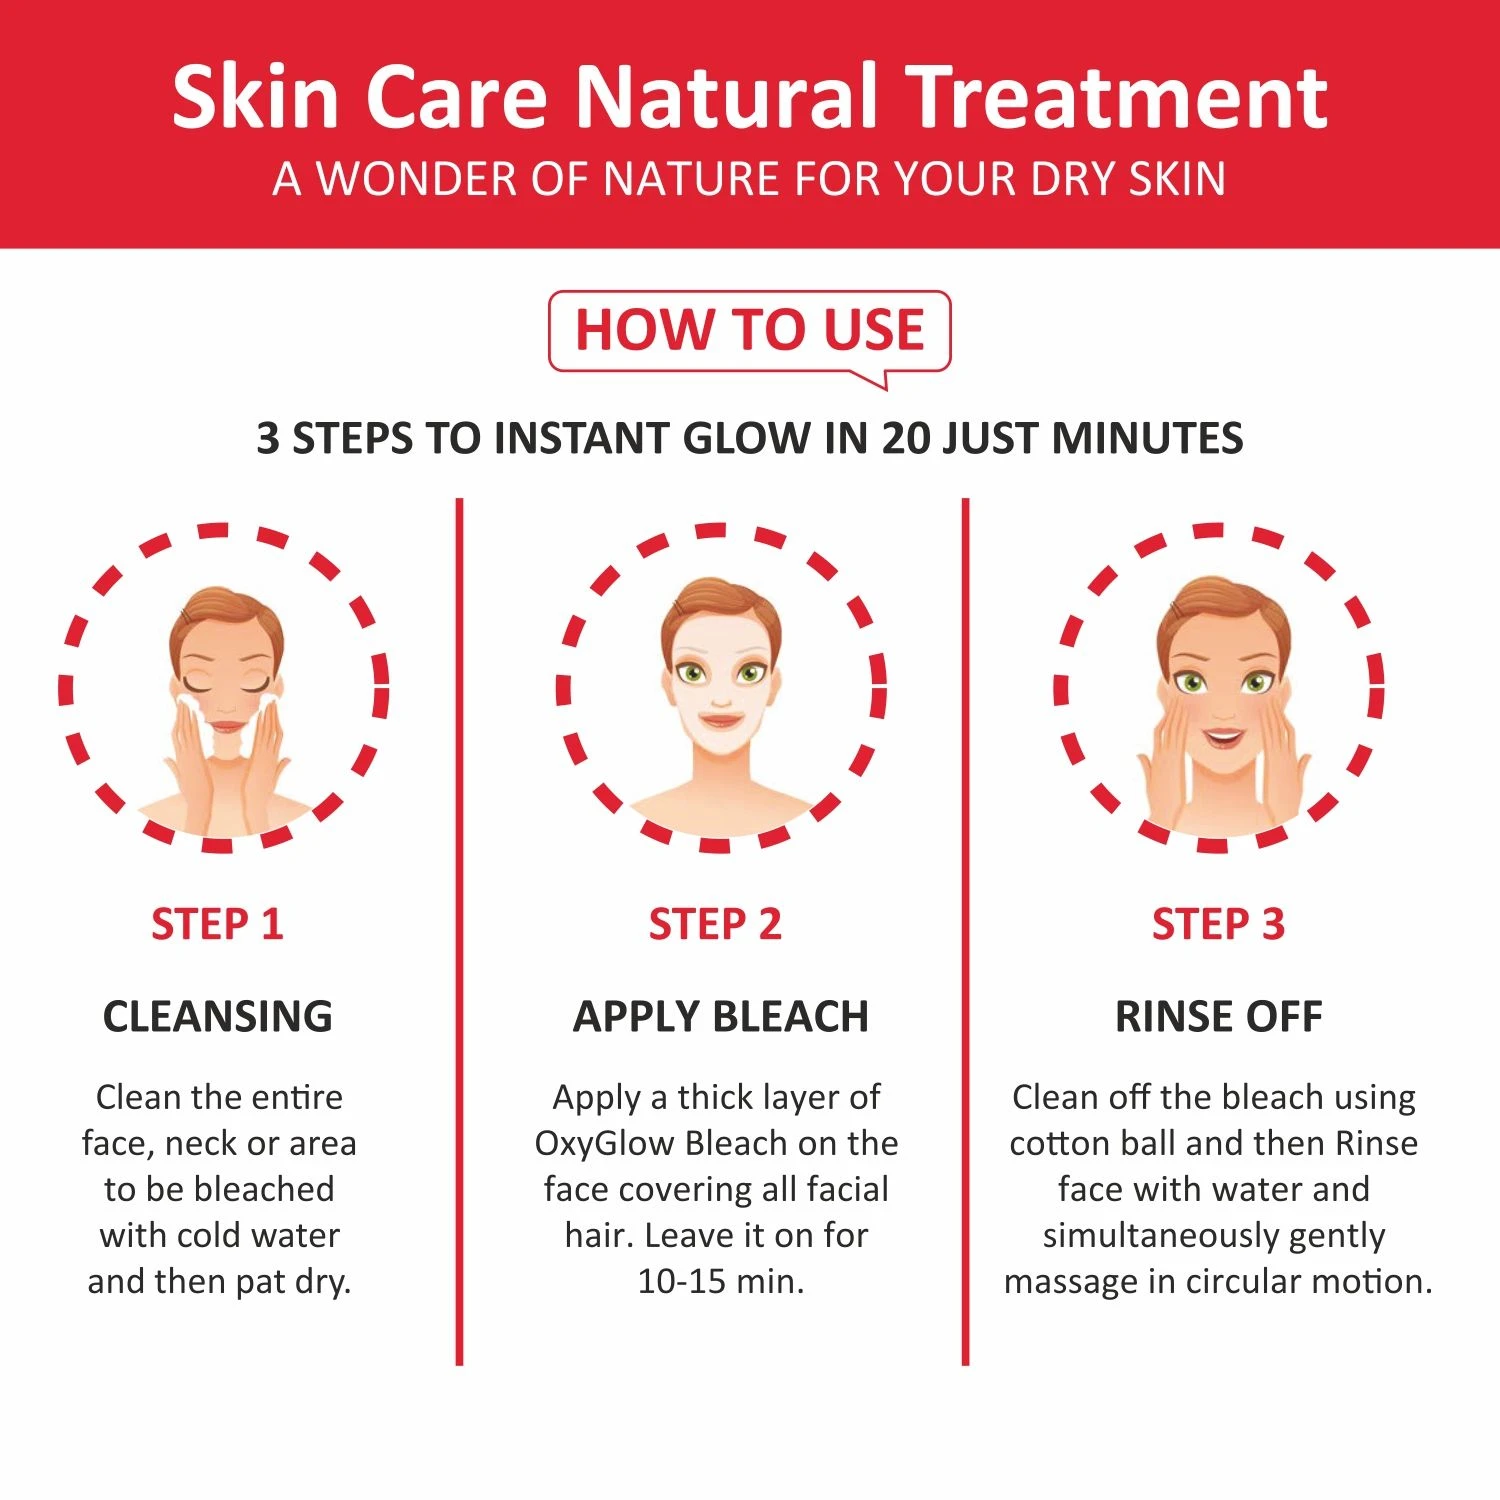 Skin Care Natural Treatment
A WONDER OF NATURE FOR YOUR DRY SKIN
HOW TO USE
3 STEPS TO INSTANT GLOW IN 20 JUST MINUTES
STEP 1
CLEANSING
Clean the entire
face, neck or area
to be bleached
with cold water
and then pat dry.
STEP 2
APPLY BLEACH
Apply a thick layer of
OxyGlow Bleach on the
face covering all facial
hair. Leave it on for
10-15 min.
STEP 3
RINSE OFF
Clean off the bleach using
cotton ball and then Rinse
face with water and
simultaneously gently
massage in circular motion.